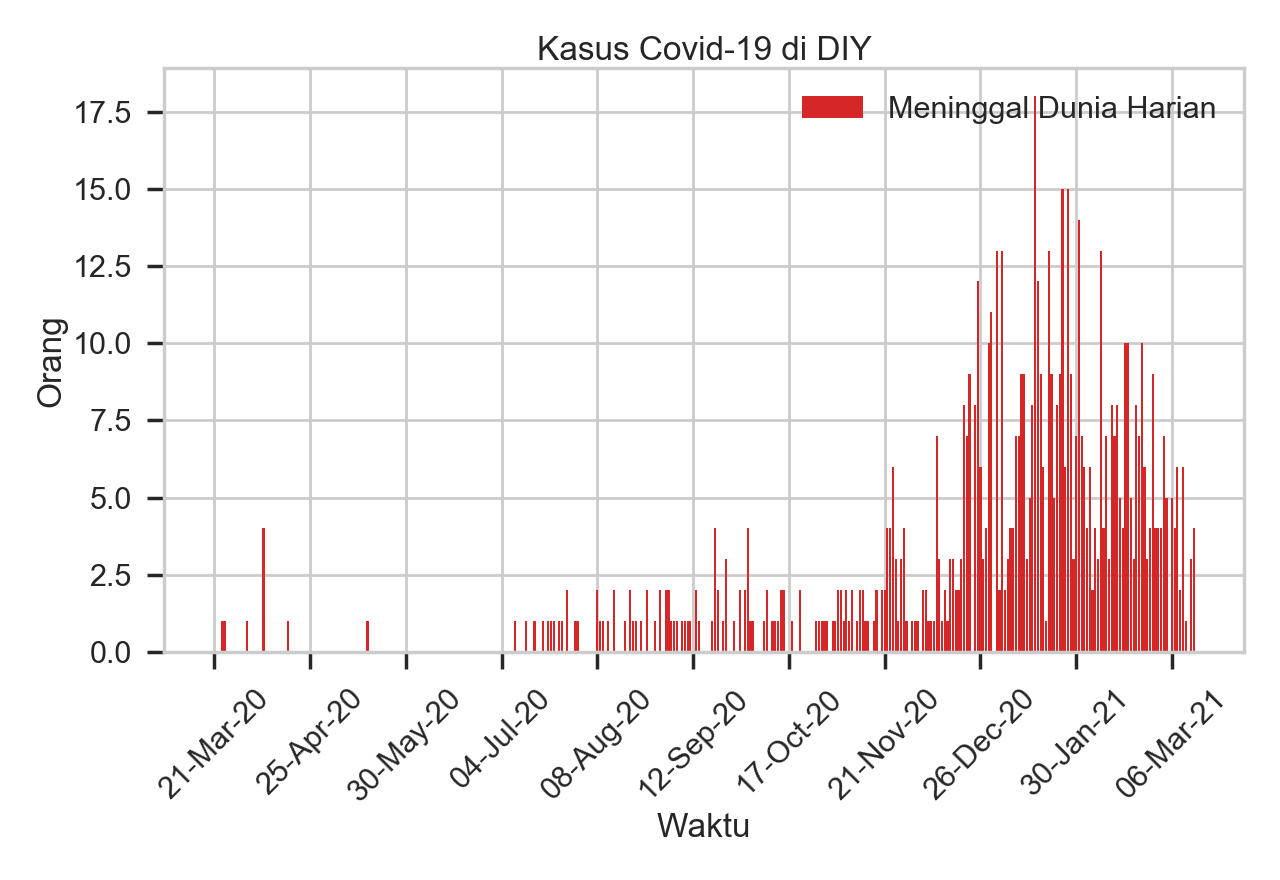 Kasus Covid-19 di DIY
Meninggal Dunia Harian
Orang
17.5
15.0
12.5
10.0
7.5
5.0
2.5
0.0
21-Mar-20
25-Apr-20
30-May-20
04-Jul-20
08-Aug-20
12-Sep-20
17-Oct-20
21-Nov-20
26-Dec-20
30-Jan-21
06-Mar-21
Waktu